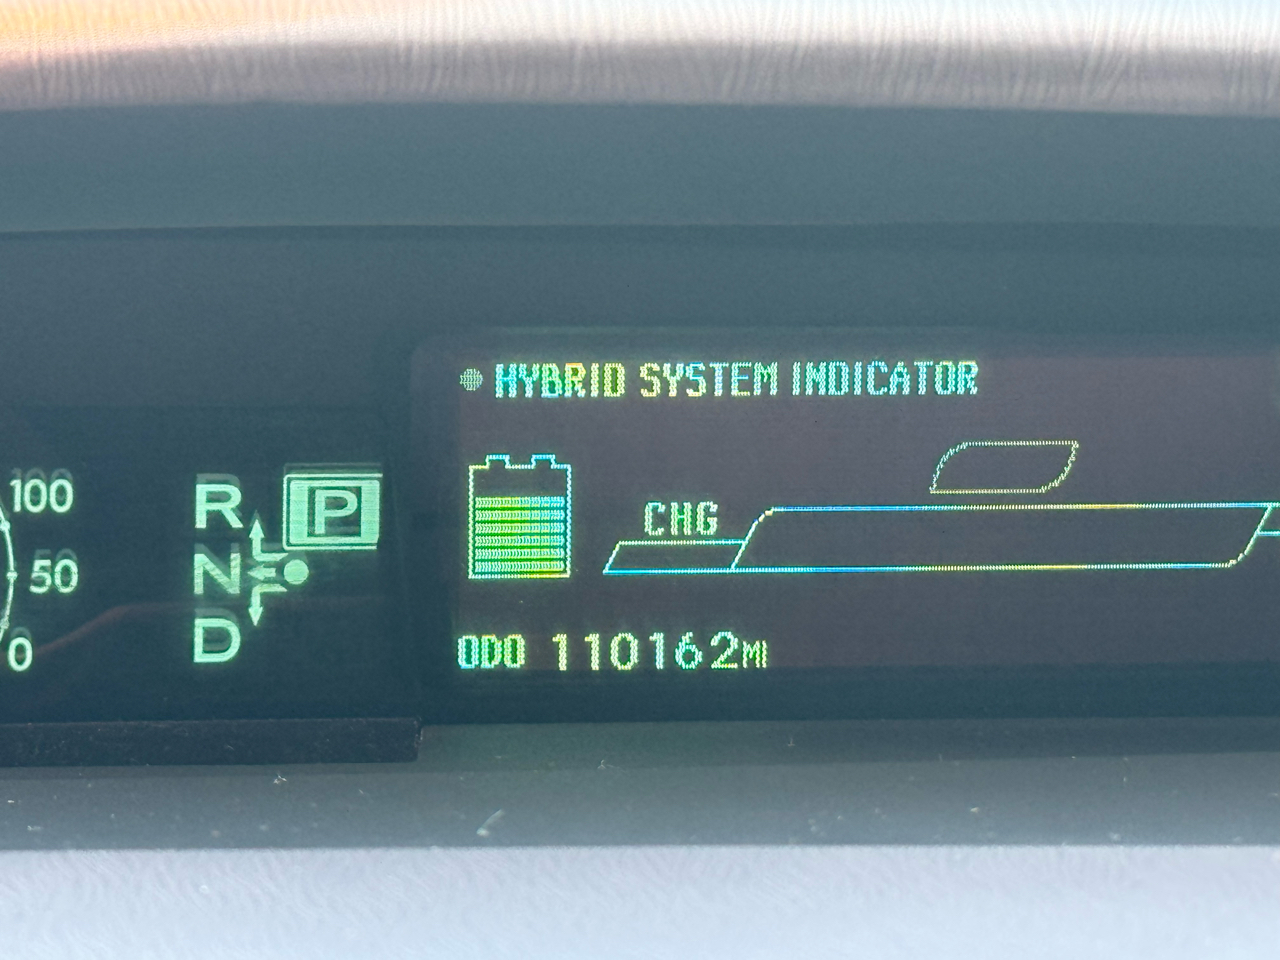 HYBRID SYSTEM INDICATOR
100
50
0
R
P
N
D
CHG
ODO 110162MI